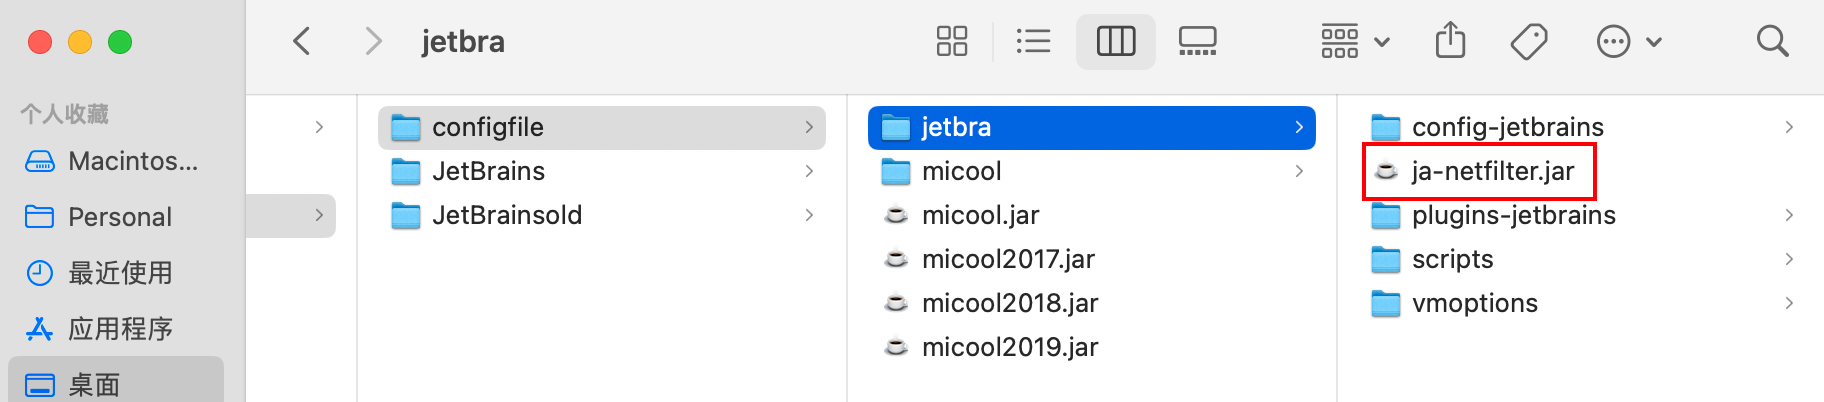 jetbra
个人收藏
Macintos...
Personal
最近使用
应用程序
桌面
configfile
JetBrains
JetBrainsold
jetbra
micool
micool.jar
micool2017.jar
micool2018.jar
micool2019.jar
config-jetbrains
ja-netfilter.jar
plugins-jetbrains
scripts
vmoptions